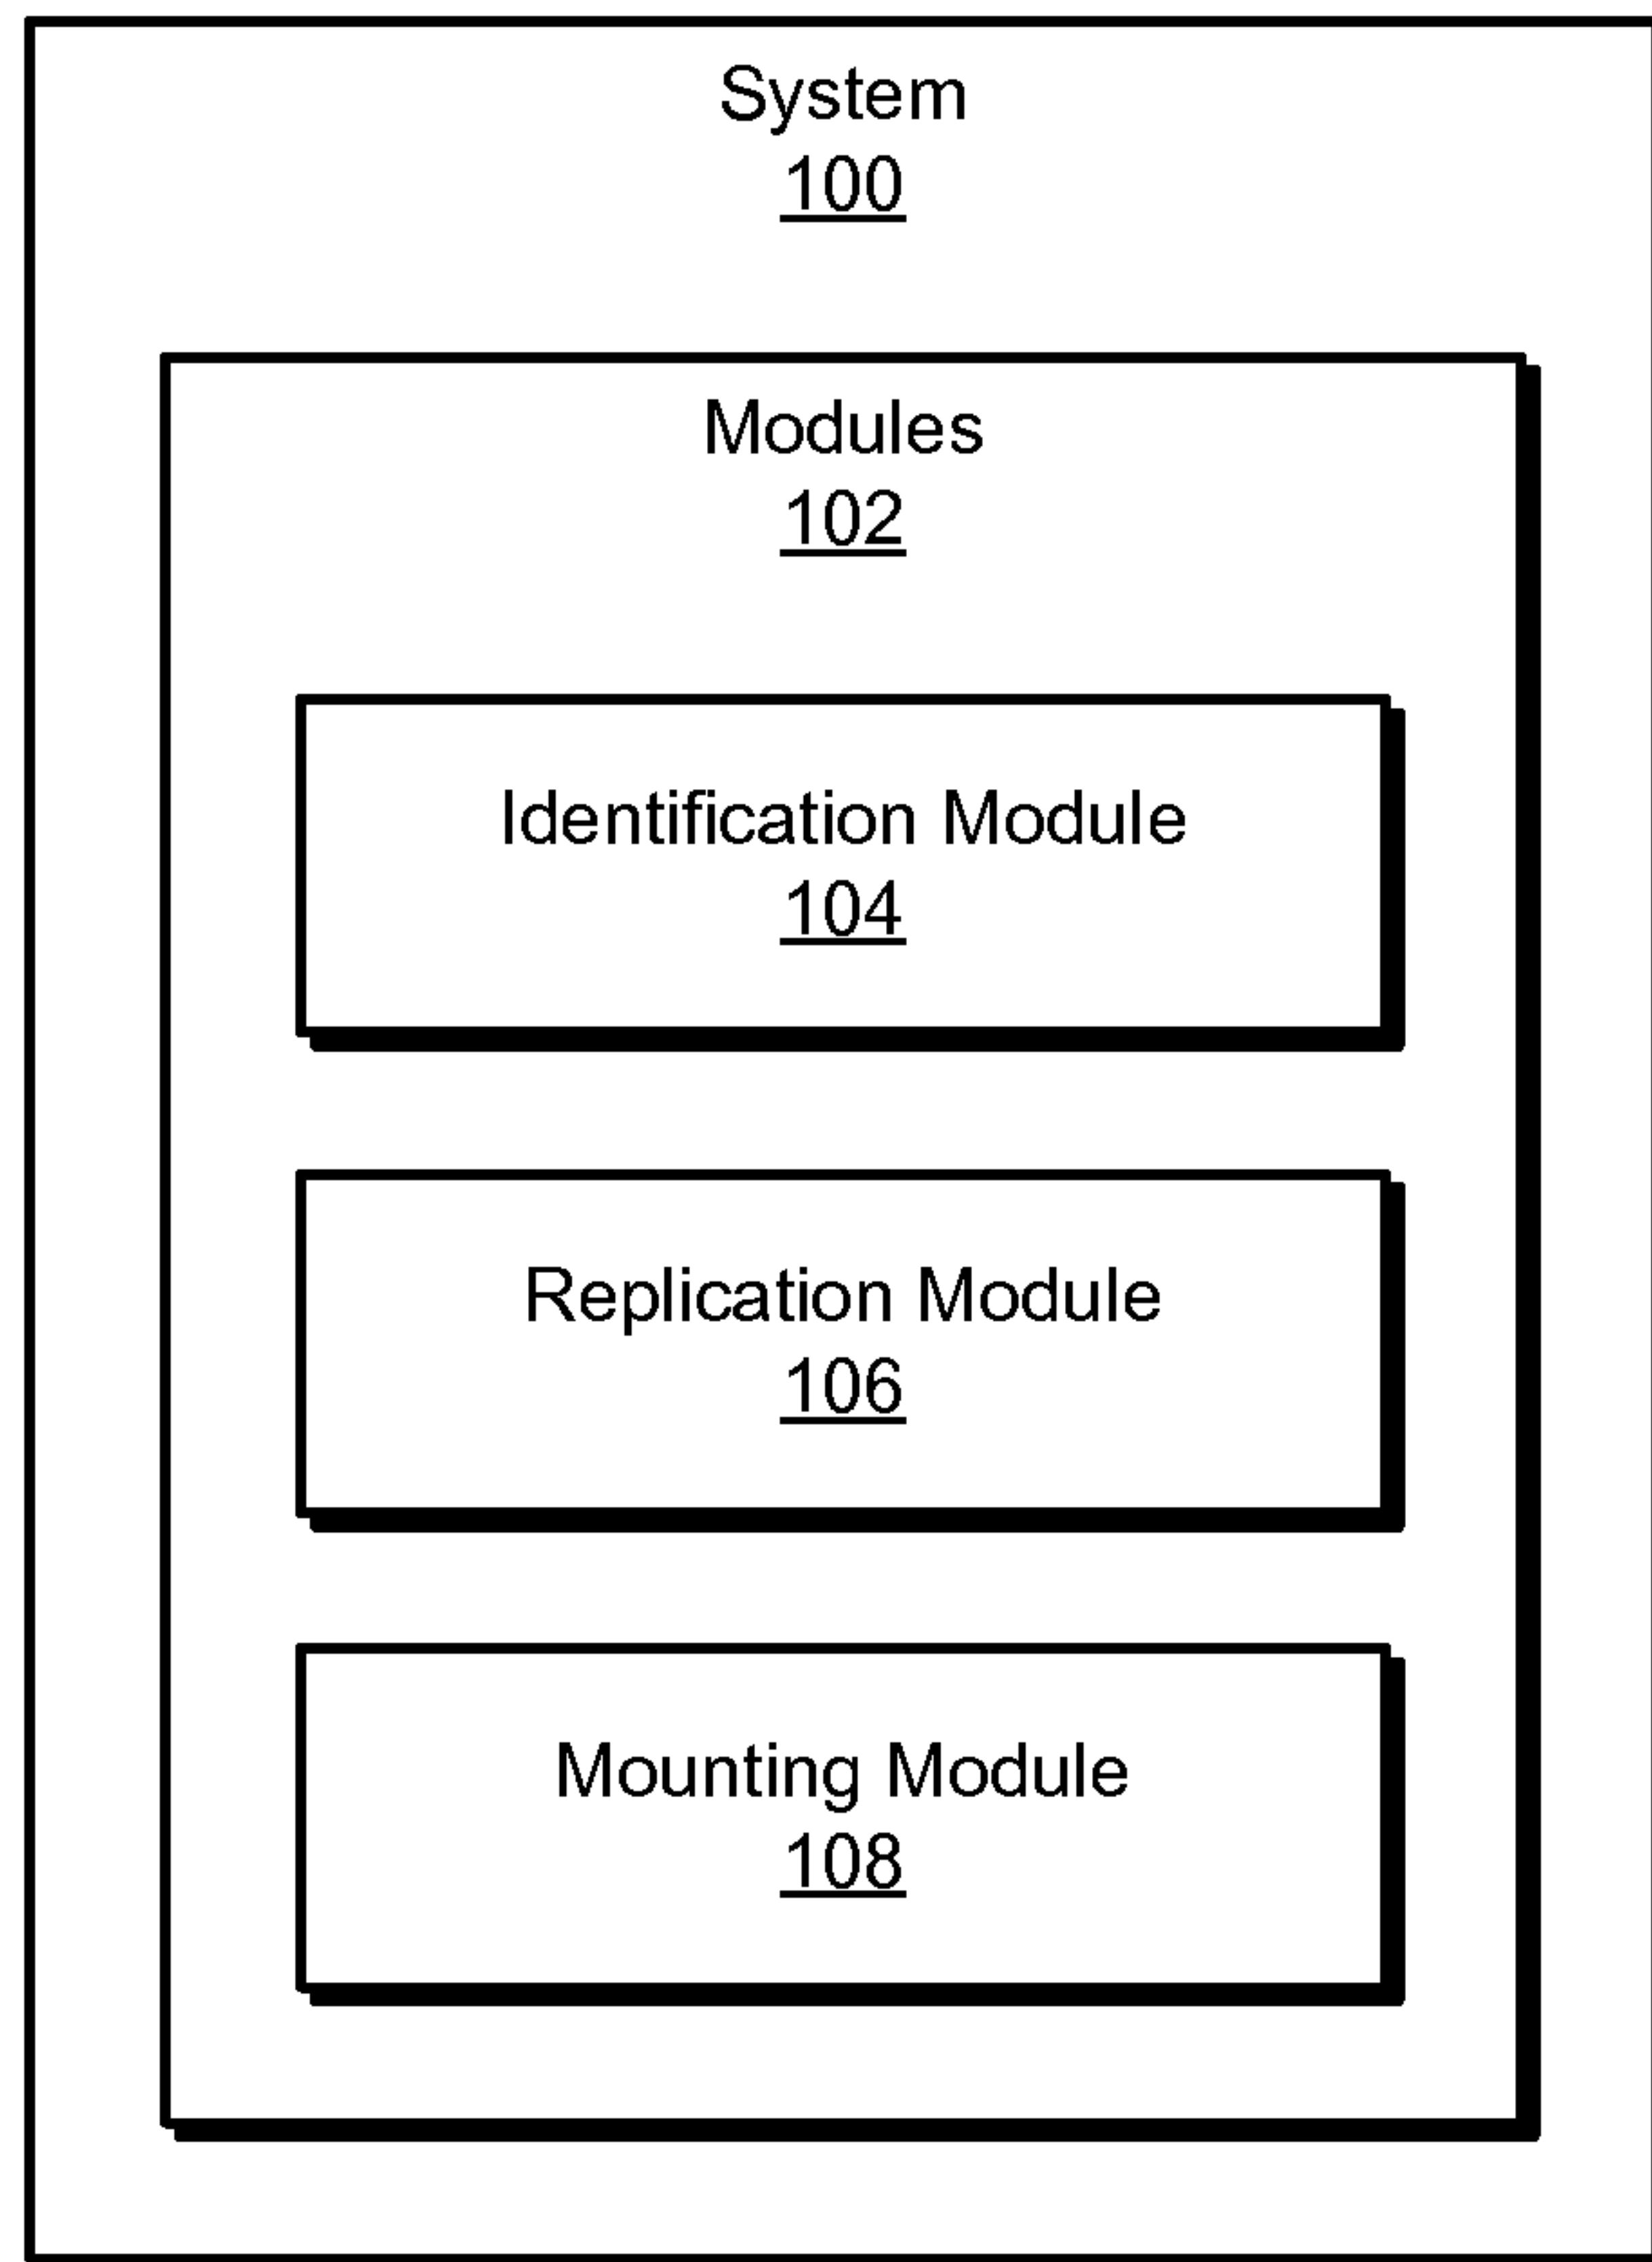 System
100
Modules
102
Identification Module
104
Replication Module
106
Mounting Module
108